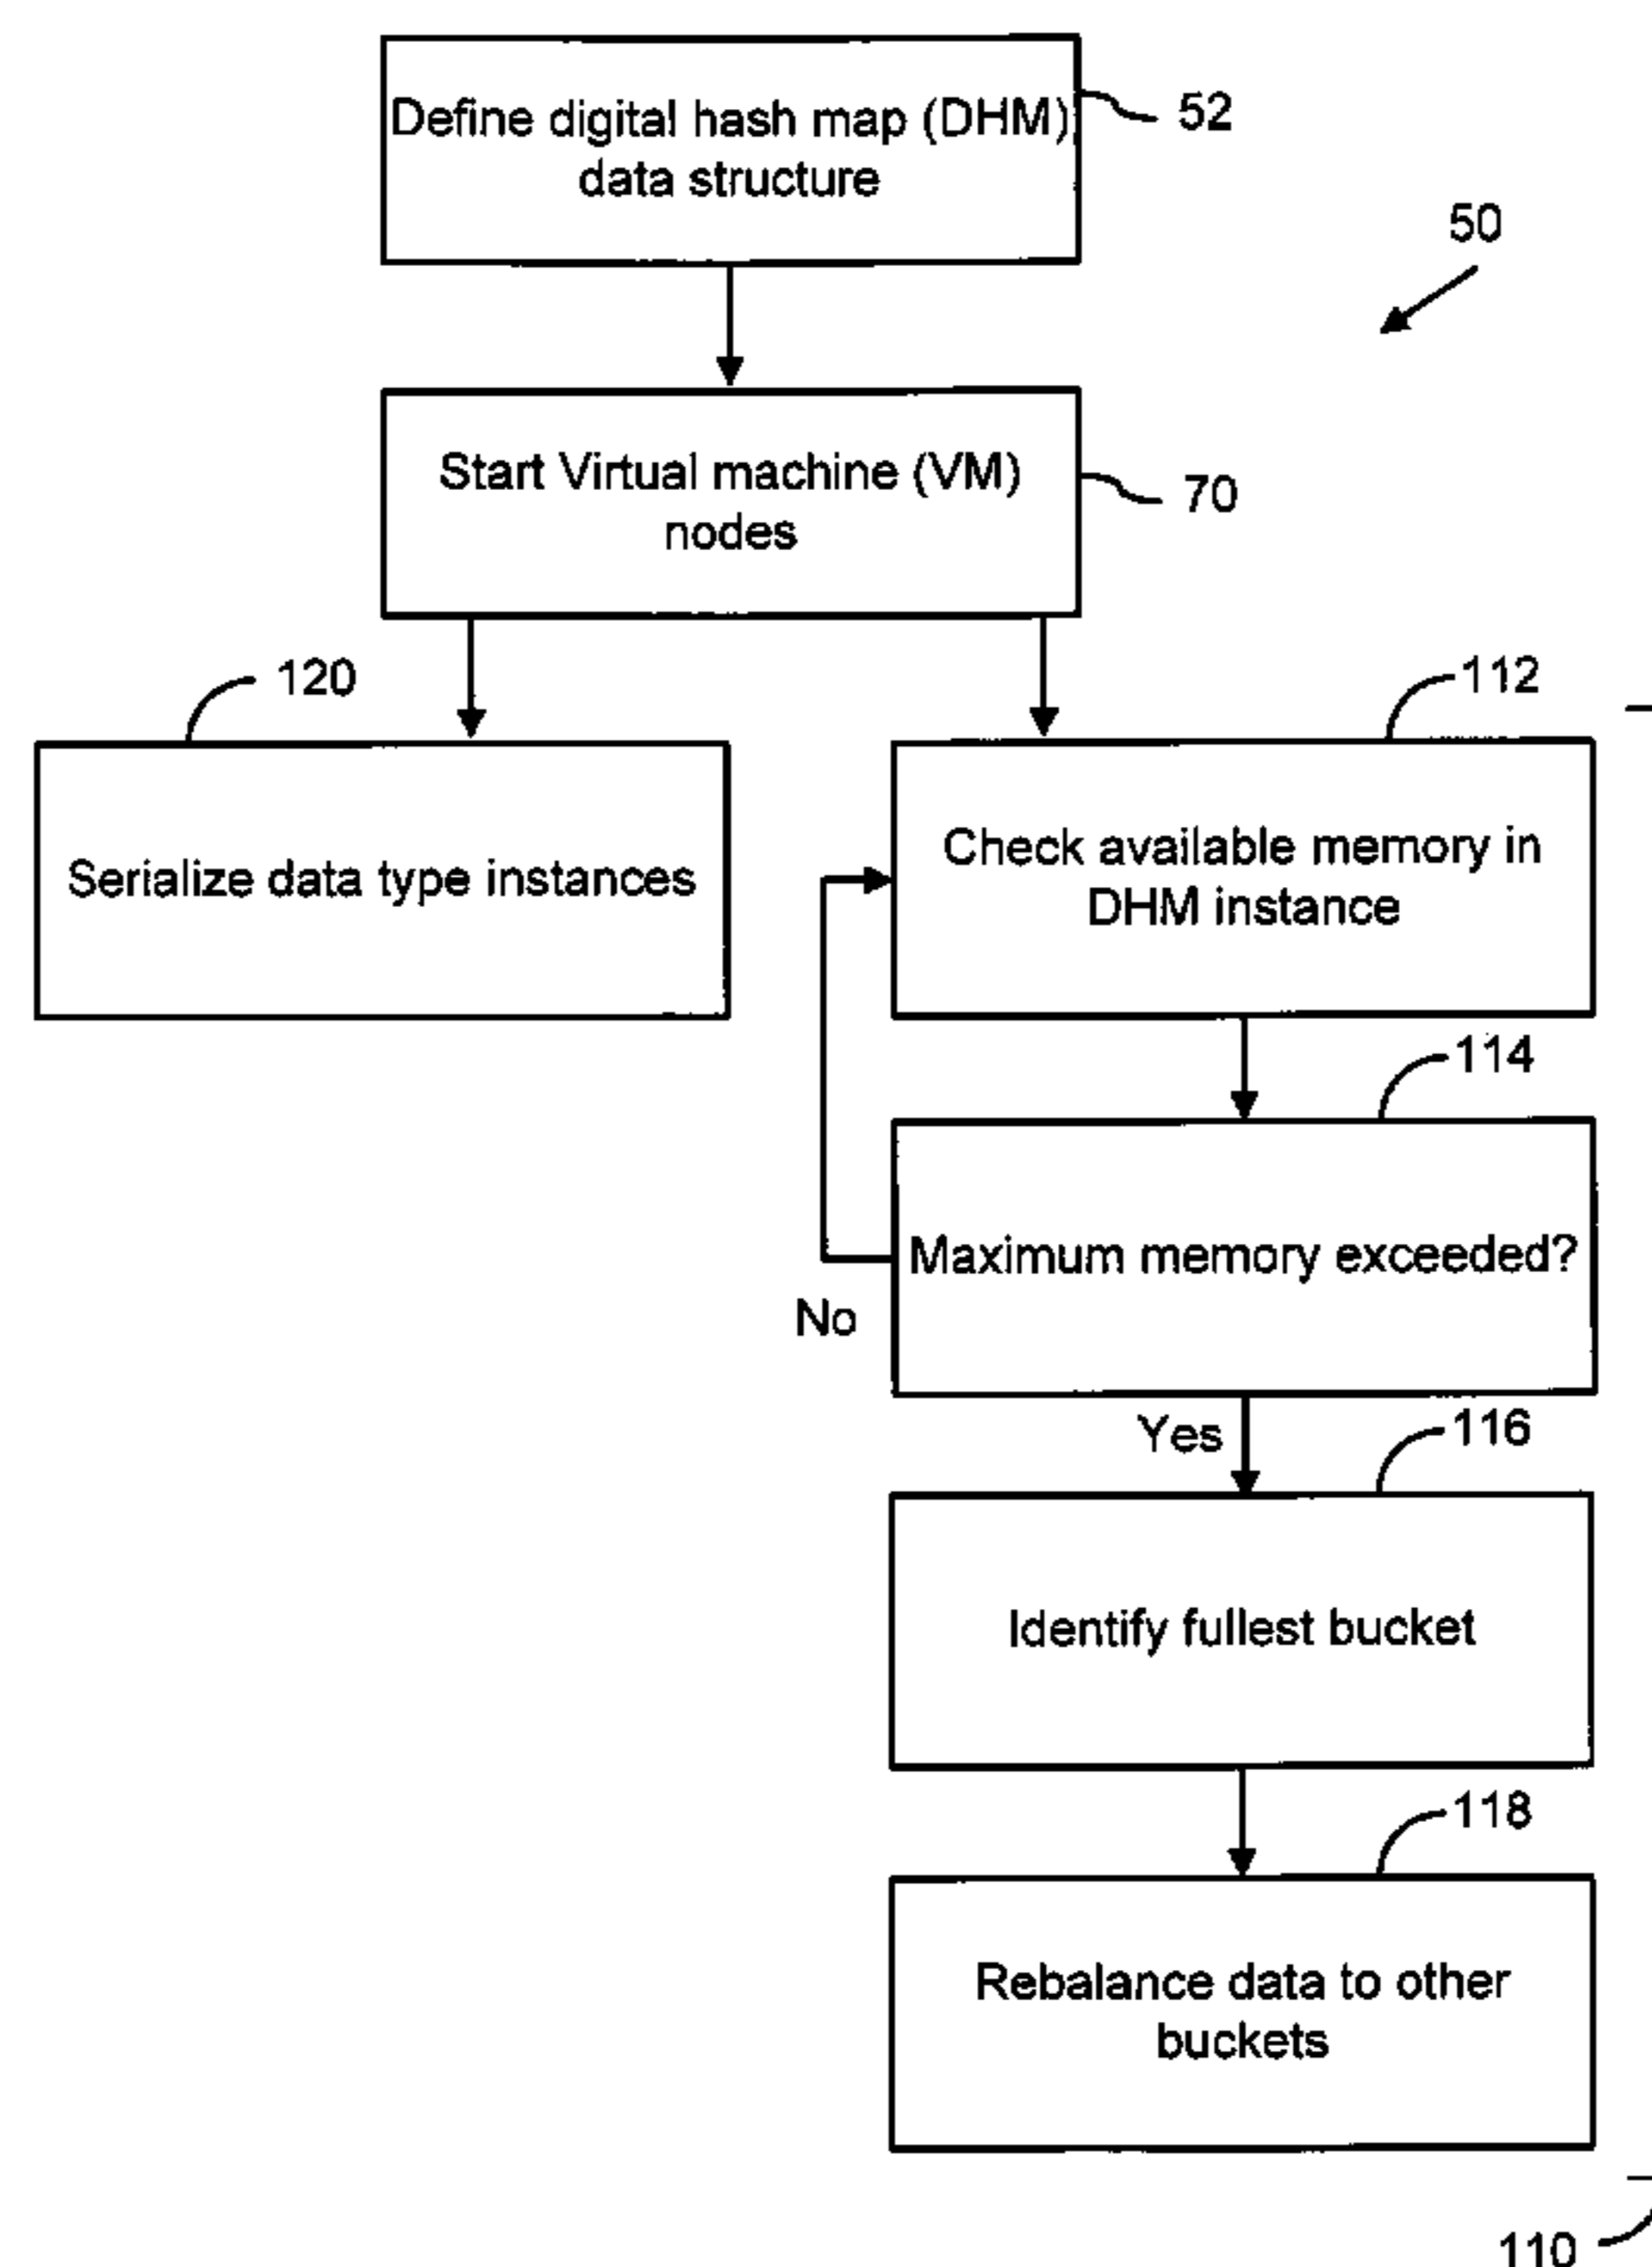 Define digital hash map (DHM)
data structure
52
50
Start Virtual machine (VM)
nodes
70
120
112
Serialize data type instances
Check available memory in
DHM instance
114
Maximum memory exceeded?
No
Yes
116
Identify fullest bucket
118
Rebalance data to other
buckets
110